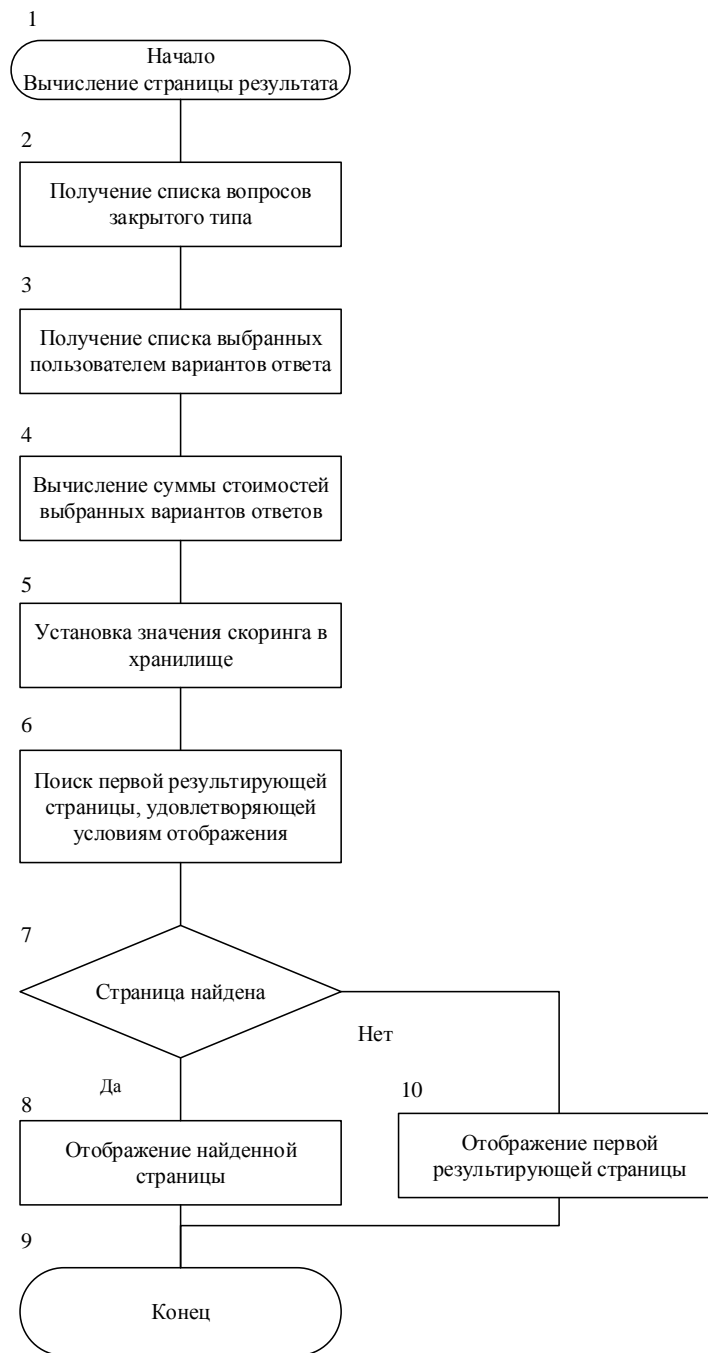 1
Начало
Вычисление страницы результата
2
Получение списка вопросов
закрытого типа
3
Получение списка выбранных
пользователем вариантов ответа
4
Вычисление суммы стоимостей
выбранных вариантов ответов
5
Установка значения скоринга в
хранилище
6
Поиск первой результирующей
страницы, удовлетворяющей
условиям отображения
7
Страница найдена
Нет
Да
8
Отображение найденной
страницы
10
Отображение первой
результирующей страницы
9
Конец